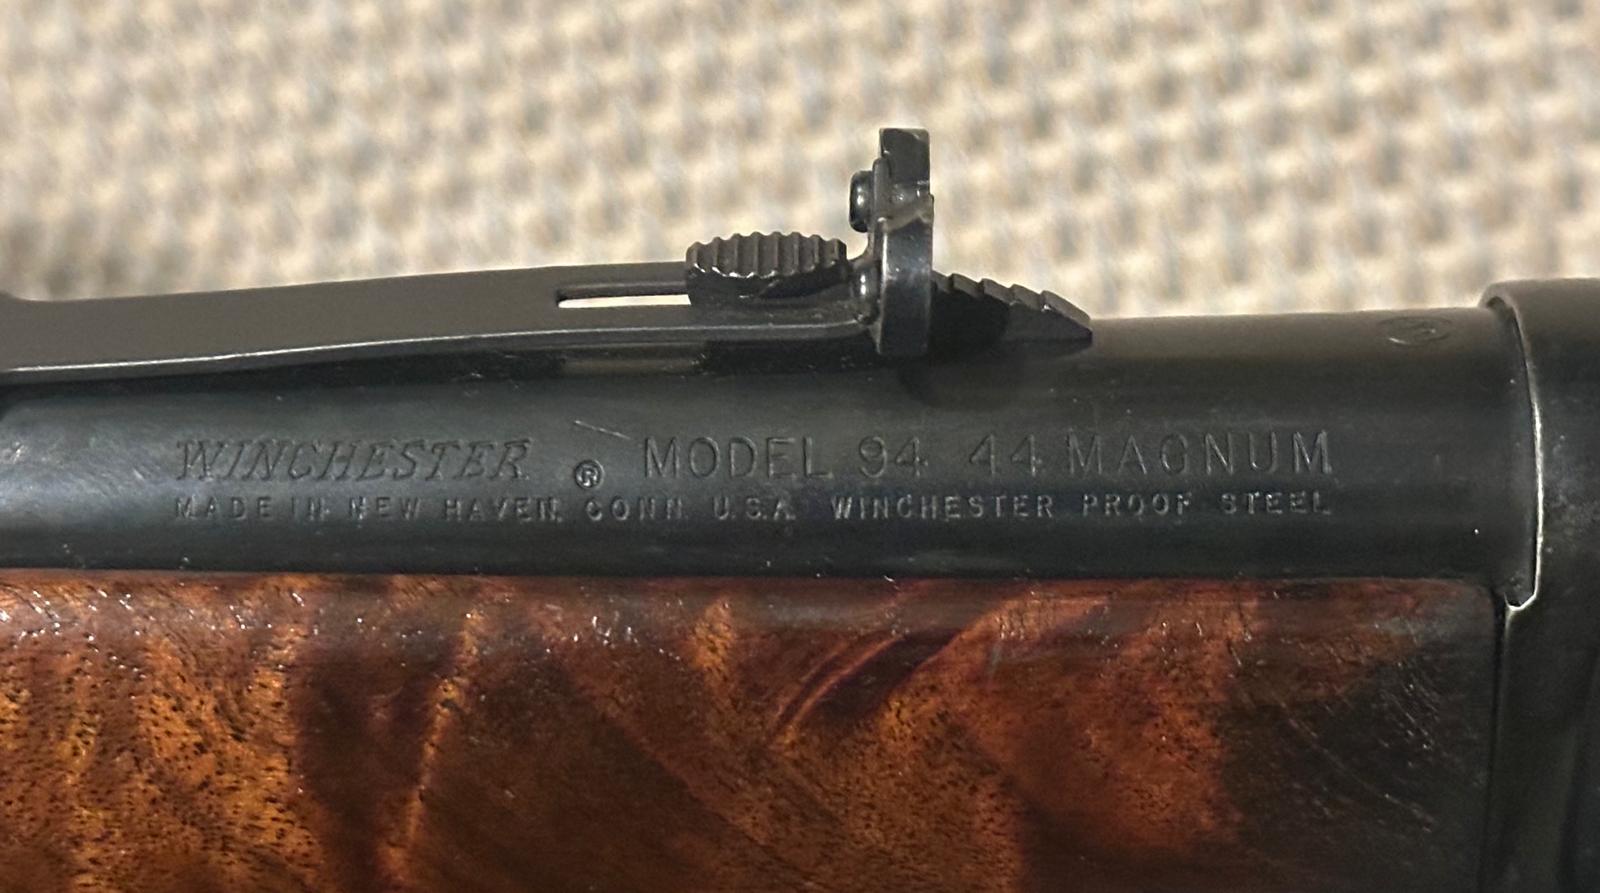 WINCHESTER ® MODEL 94 44 MAGNUM
MADE IN NEW HAVEN, CONN. U.S.A. WINCHESTER PROOF STEEL